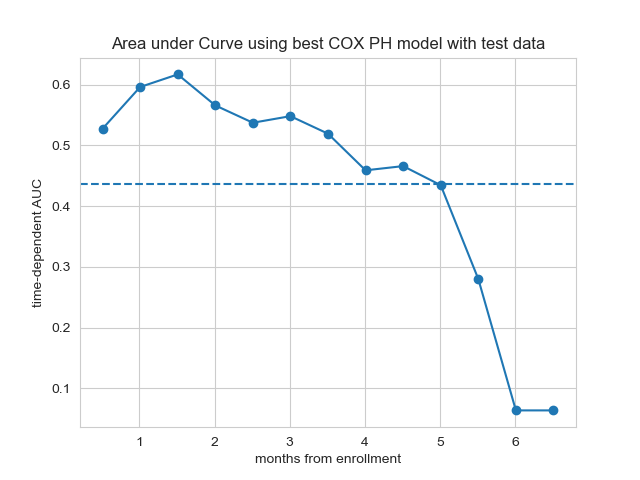 Area under Curve using best COX PH model with test data
time-dependent AUC
0.6
0.5
0.4
0.3
0.2
0.1
1 2 3 4 5 6
months from enrollment